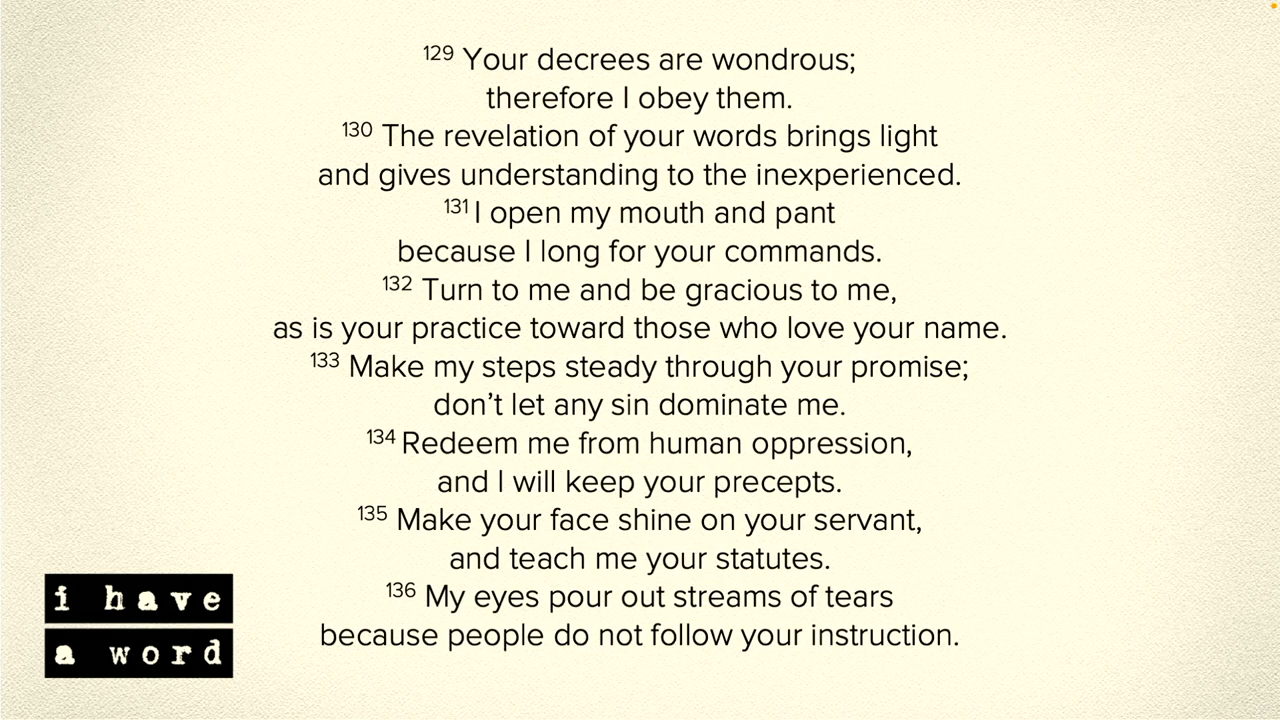 129 Your decrees are wondrous;
therefore I obey them.
130 The revelation of your words brings light
and gives understanding to the inexperienced.
131 I open my mouth and pant
because I long for your commands.
132 Turn to me and be gracious to me,
as is your practice toward those who love your name.
133 Make my steps steady through your promise;
don’t let any sin dominate me.
134 Redeem me from human oppression,
and I will keep your precepts.
135 Make your face shine on your servant,
and teach me your statutes.
136 My eyes pour out streams of tears
because people do not follow your instruction.
i have
a word